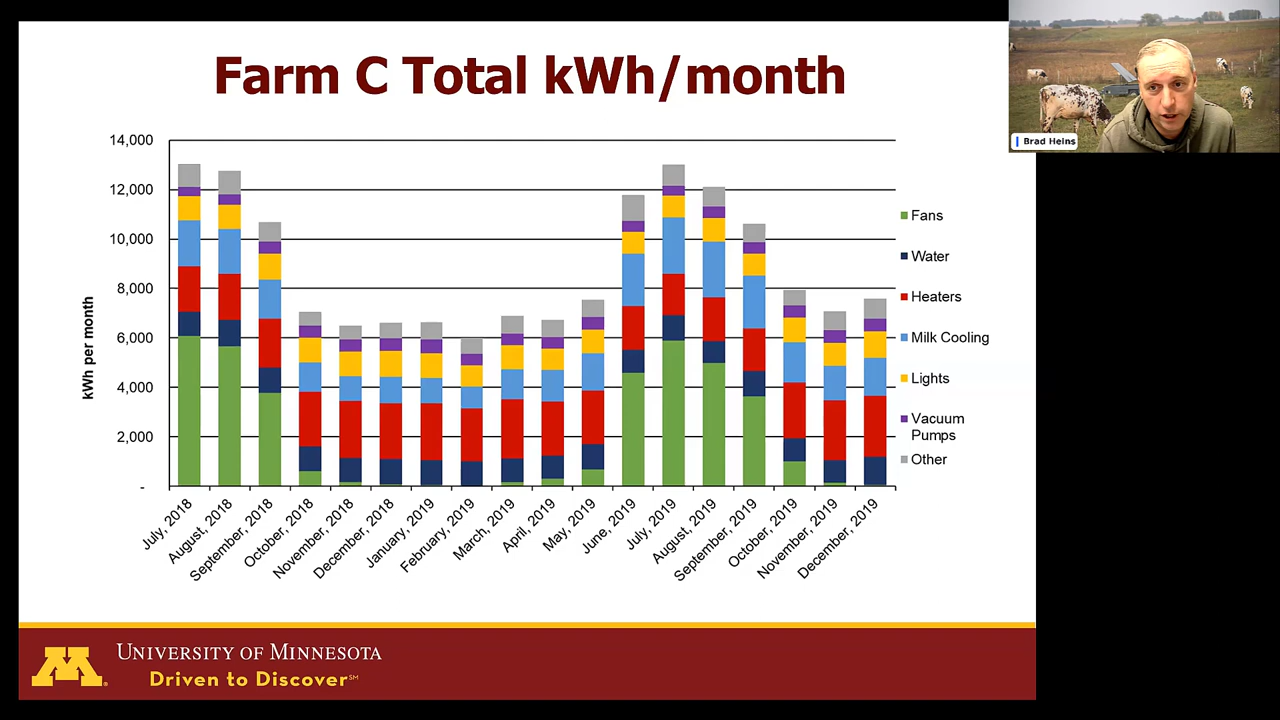 Farm C Total kWh/month
Brad Heins
14,000
12,000
10,000
8,000
6,000
4,000
2,000
-
kWh per month
July, 2018
August, 2018
September, 2018
October, 2018
November, 2018
December, 2018
January, 2019
February, 2019
March, 2019
April, 2019
May, 2019
June, 2019
July, 2019
August, 2019
September, 2019
October, 2019
November, 2019
December, 2019
Fans
Water
Heaters
Milk Cooling
Lights
Vacuum
Pumps
Other
M
UNIVERSITY OF MINNESOTA
Driven to Discover℠